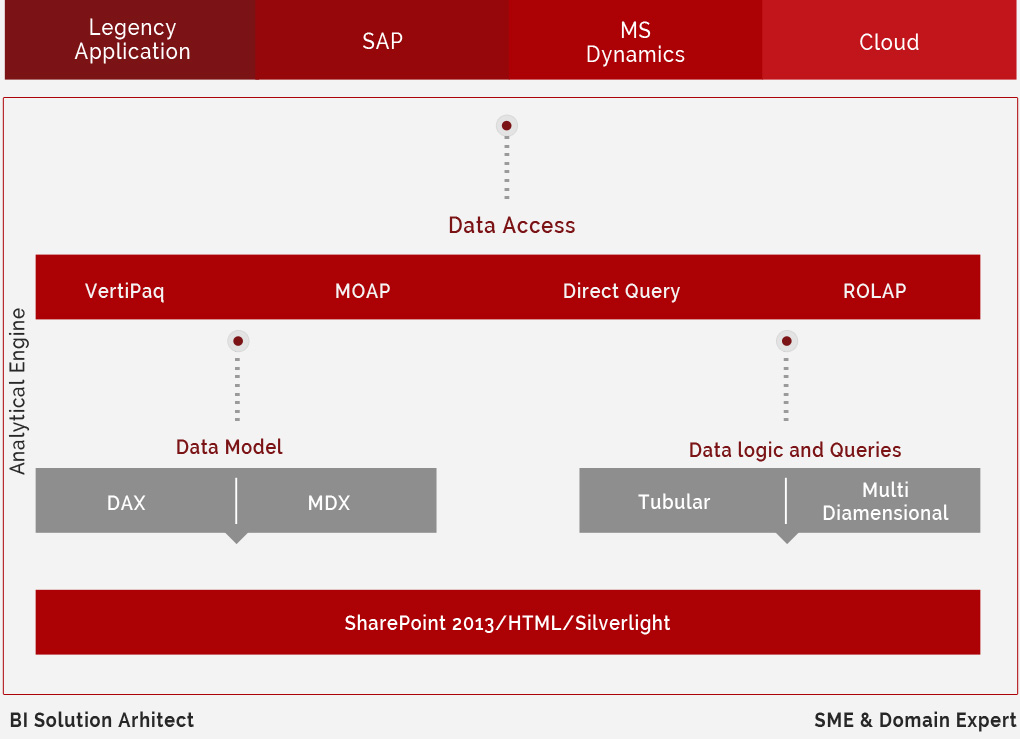 Legency
Application
SAP
MS
Dynamics
Cloud
Data Access
VertiPaq
MOAP
Direct Query
ROLAP
Analytical Engine
Data Model
Data logic and Queries
DAX
MDX
Tubular
Multi
Diamensional
SharePoint 2013/HTML/Silverlight
BI Solution Arhitect
SME & Domain Expert